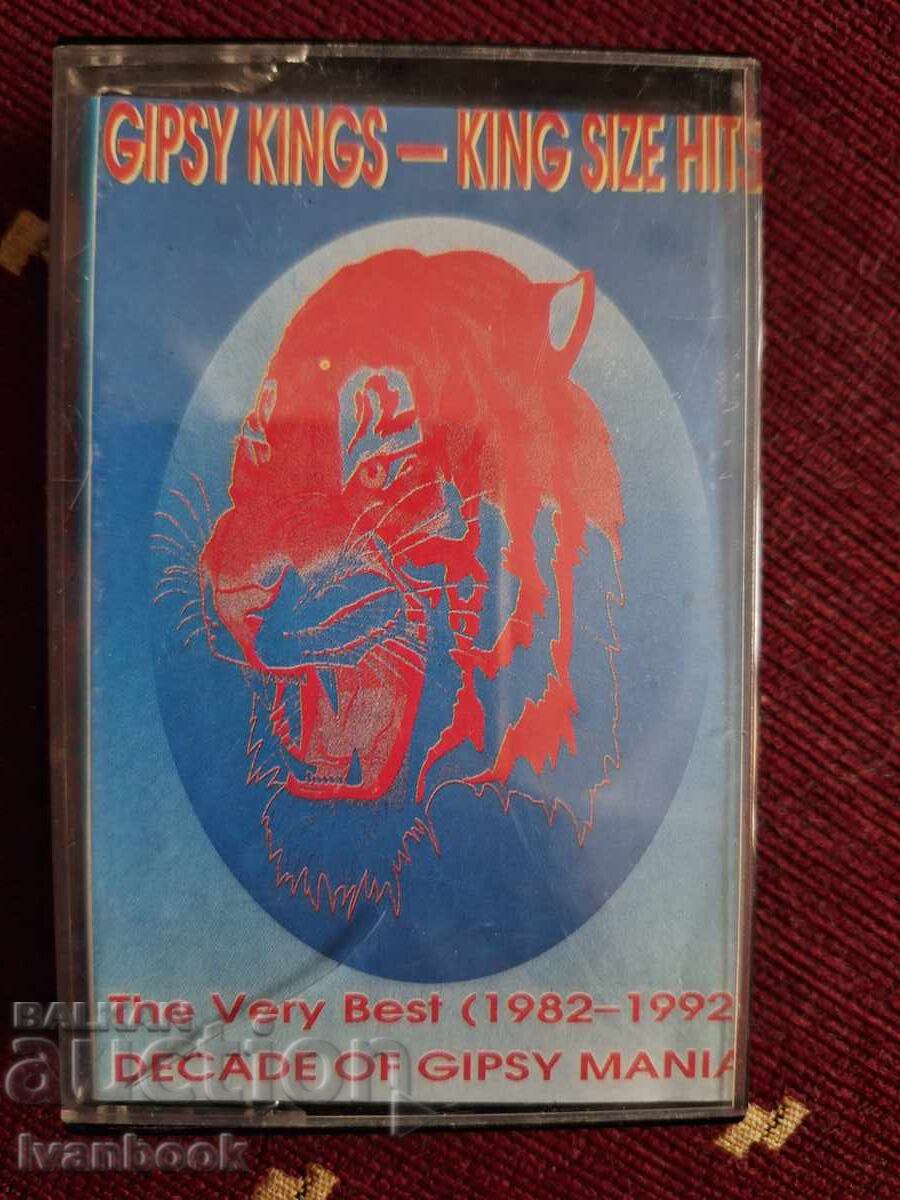 GIPSY KINGS — KING SIZE HITS
The Very Best (1982-1992
DECADE OF GIPSY MANIA
BALKAN
auction
Ivanbook